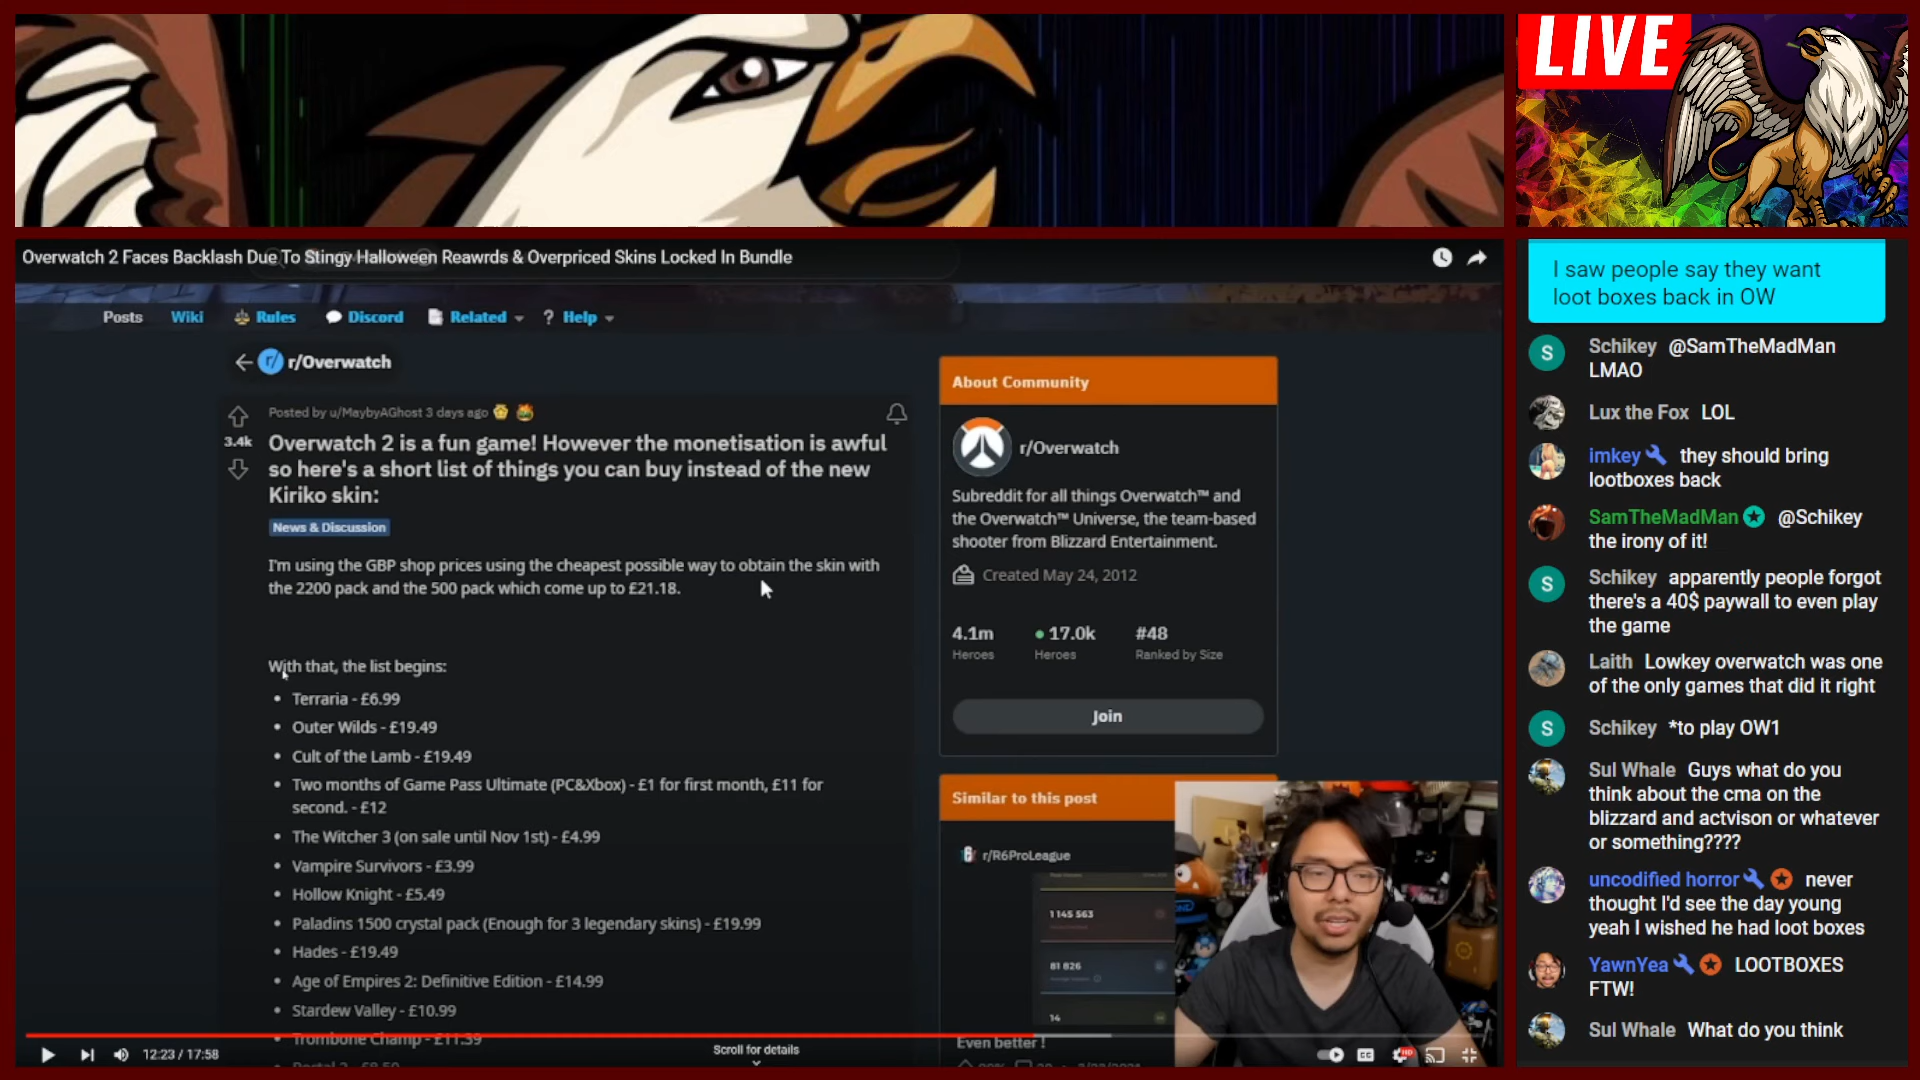 LIVE
Overwatch 2 Faces Backlash Due To Stingy Halloween Reawrds & Overpriced Skins Locked In Bundle
Posts Wiki Rules Discord Related ? Help
r/Overwatch
Posted by u/MaybyAGhost 3 days ago
3.4k
Overwatch 2 is a fun game! However the monetisation is awful
so here's a short list of things you can buy instead of the new
Kiriko skin:
News & Discussion
I'm using the GBP shop prices using the cheapest possible way to obtain the skin with
the 2200 pack and the 500 pack which come up to £21.18.
With that, the list begins:
• Terraria - £6.99
• Outer Wilds - £19.49
• Cult of the Lamb - £19.49
• Two months of Game Pass Ultimate (PC&Xbox) - £1 for first month, £11 for
second. - £12
• The Witcher 3 (on sale until Nov 1st) - £4.99
• Vampire Survivors - £3.99
• Hollow Knight - £5.49
• Paladins 1500 crystal pack (Enough for 3 legendary skins) - £19.99
• Hades - £19.49
• Age of Empires 2: Definitive Edition - £14.99
• Stardew Valley - £10.99
• Trombone Champ - £11.39
12:23 / 17:58
Scroll for details
CC
HD
About Community
r/Overwatch
Subreddit for all things Overwatch™ and
the Overwatch™ Universe, the team-based
shooter from Blizzard Entertainment.
Created May 24, 2012
4.1m 17.0k #48
Heroes Heroes Ranked by Size
Join
Similar to this post
r/R6ProLeague
1 145 563
81 826
14
Even better !
I saw people say they want
loot boxes back in OW
S Schikey @SamTheMadMan
LMAO
Lux the Fox LOL
imkey they should bring
lootboxes back
SamTheMadMan @Schikey
the irony of it!
S Schikey apparently people forgot
there's a 40$ paywall to even play
the game
Laith Lowkey overwatch was one
of the only games that did it right
S Schikey *to play OW1
Sul Whale Guys what do you
think about the cma on the
blizzard and actvison or whatever
or something????
uncodified horror never
thought I'd see the day young
yeah I wished he had loot boxes
YawnYea LOOTBOXES
FTW!
Sul Whale What do you think